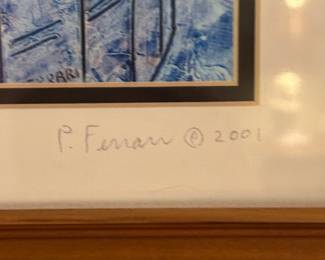 P. Ferrari Ⓐ 2001